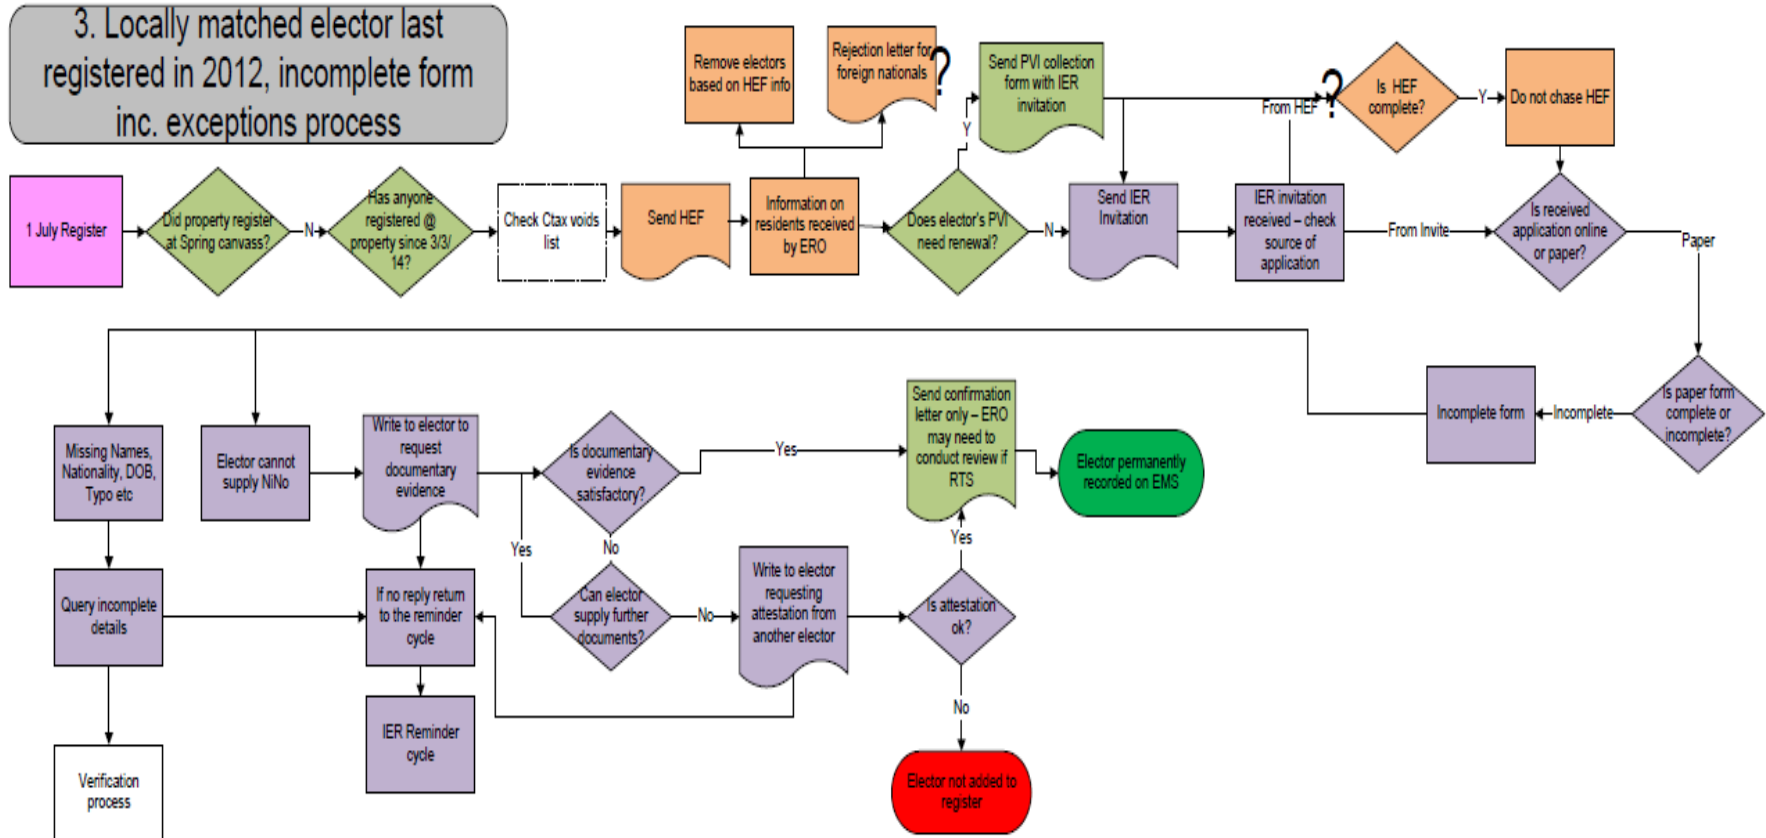 3. Locally matched elector last
registered in 2012, incomplete form
inc. exceptions process
Remove electors
based on HEF info
Rejection letter for
foreign nationals
?
Send PVI collection
form with IER
invitation
From HEF
?
Is HEF
complete?
Y
Do not chase HEF
1 July Register
Did property register
at Spring canvass?
N
Has anyone
registered @
property since 3/3/
14?
Check Ctax voids
list
Send HEF
Information on
residents received
by ERO
Y
Does elector's PVI
need renewal?
N
Send IER
Invitation
IER invitation
received – check
source of
application
From Invite
Is received
application online
or paper?
Paper
Missing Names,
Nationality, DOB,
Typo etc
Elector cannot
supply NiNo
Write to elector to
request
documentary
evidence
Is documentary
evidence
satisfactory?
Yes
Send confirmation
letter only – ERO
may need to
conduct review if
RTS
Elector permanently
recorded on EMS
Incomplete form
Incomplete
Is paper form
complete or
incomplete?
Yes
No
Yes
Query incomplete
details
If no reply return
to the reminder
cycle
Can elector
supply further
documents?
No
Write to elector
requesting
attestation from
another elector
Is attestation
ok?
No
IER Reminder
cycle
Verification
process
Elector not added to
register